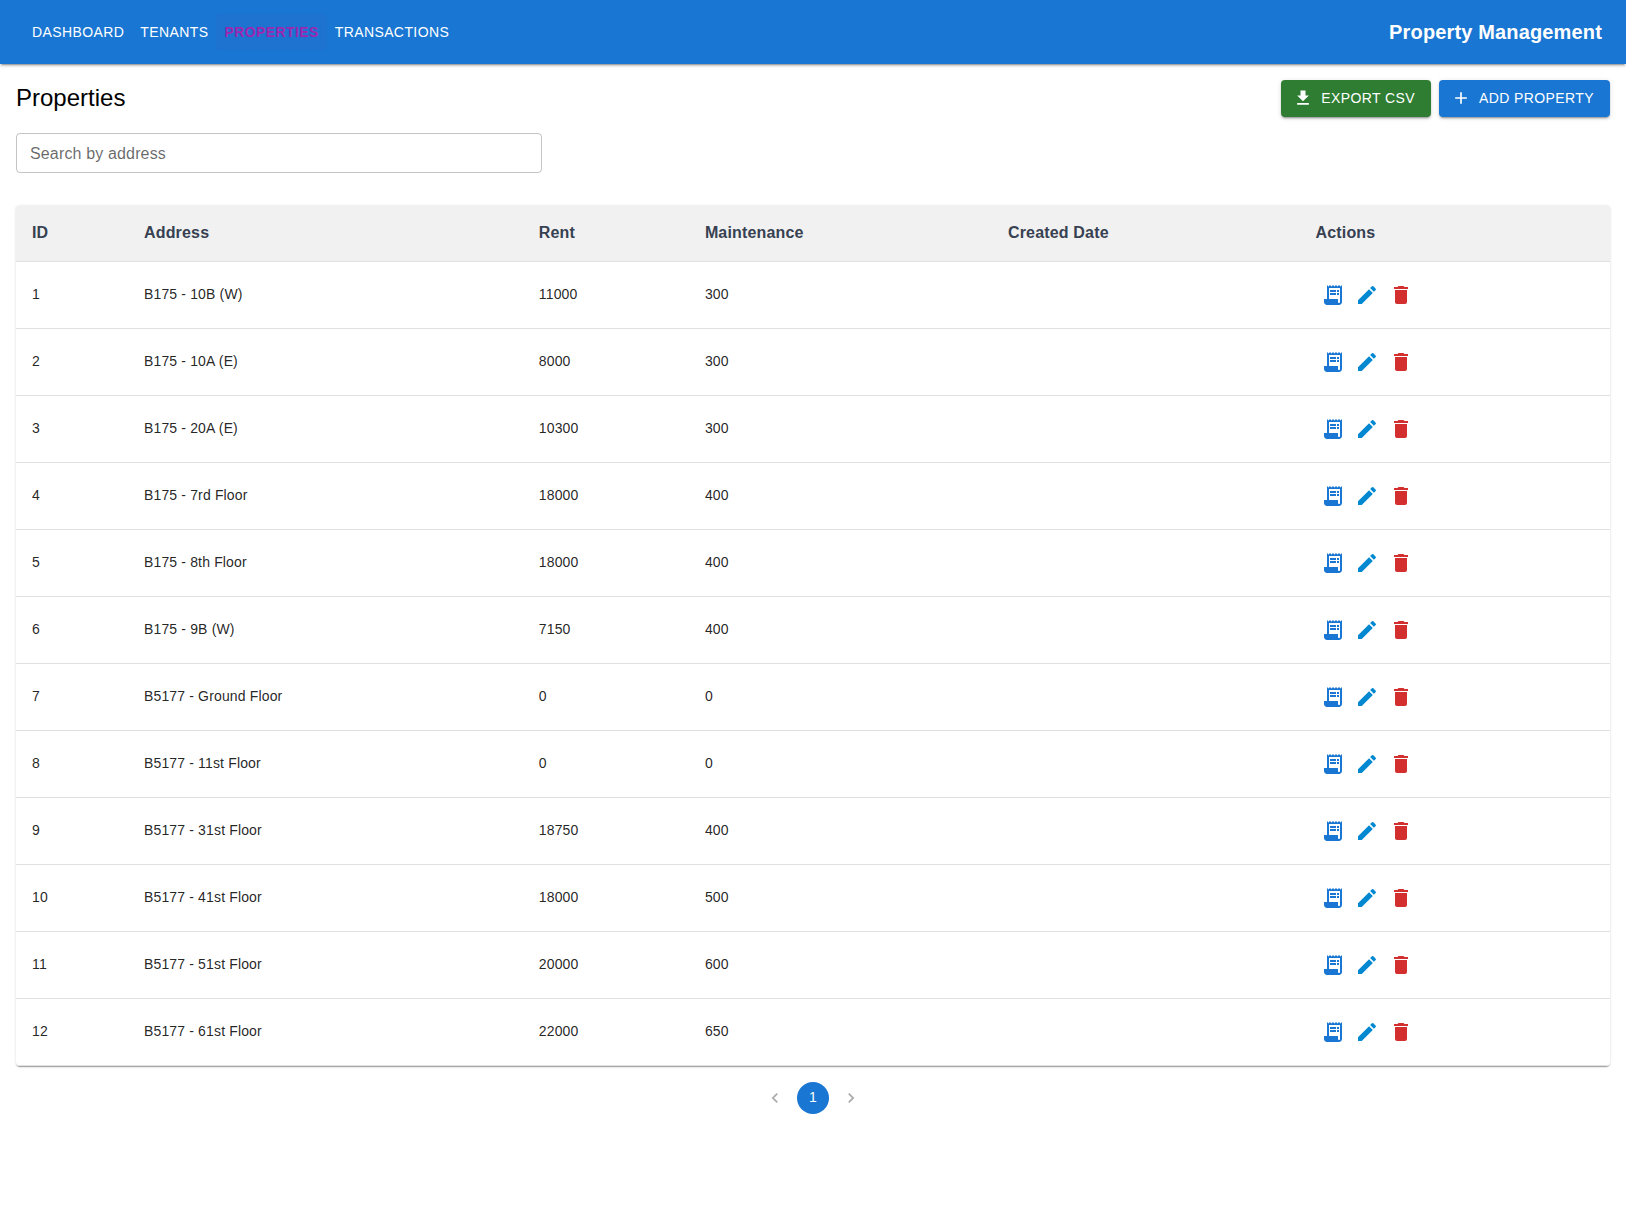 DASHBOARD TENANTS PROPERTIES TRANSACTIONS Property Management
Properties EXPORT CSV ADD PROPERTY
Search by address
ID Address Rent Maintenance Created Date Actions
1 B175 - 10B (W) 11000 300
2 B175 - 10A (E) 8000 300
3 B175 - 20A (E) 10300 300
4 B175 - 7rd Floor 18000 400
5 B175 - 8th Floor 18000 400
6 B175 - 9B (W) 7150 400
7 B5177 - Ground Floor 0 0
8 B5177 - 11st Floor 0 0
9 B5177 - 31st Floor 18750 400
10 B5177 - 41st Floor 18000 500
11 B5177 - 51st Floor 20000 600
12 B5177 - 61st Floor 22000 650
1